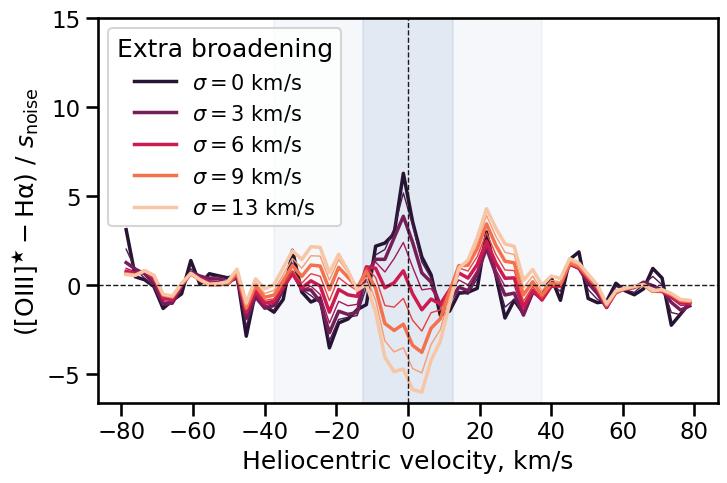 Extra broadening
σ = 0 km/s
σ = 3 km/s
σ = 6 km/s
σ = 9 km/s
σ = 13 km/s
15
10
5
0
−5
([OIII]★ − Hα) / s_noise
−80 −60 −40 −20 0 20 40 60 80
Heliocentric velocity, km/s